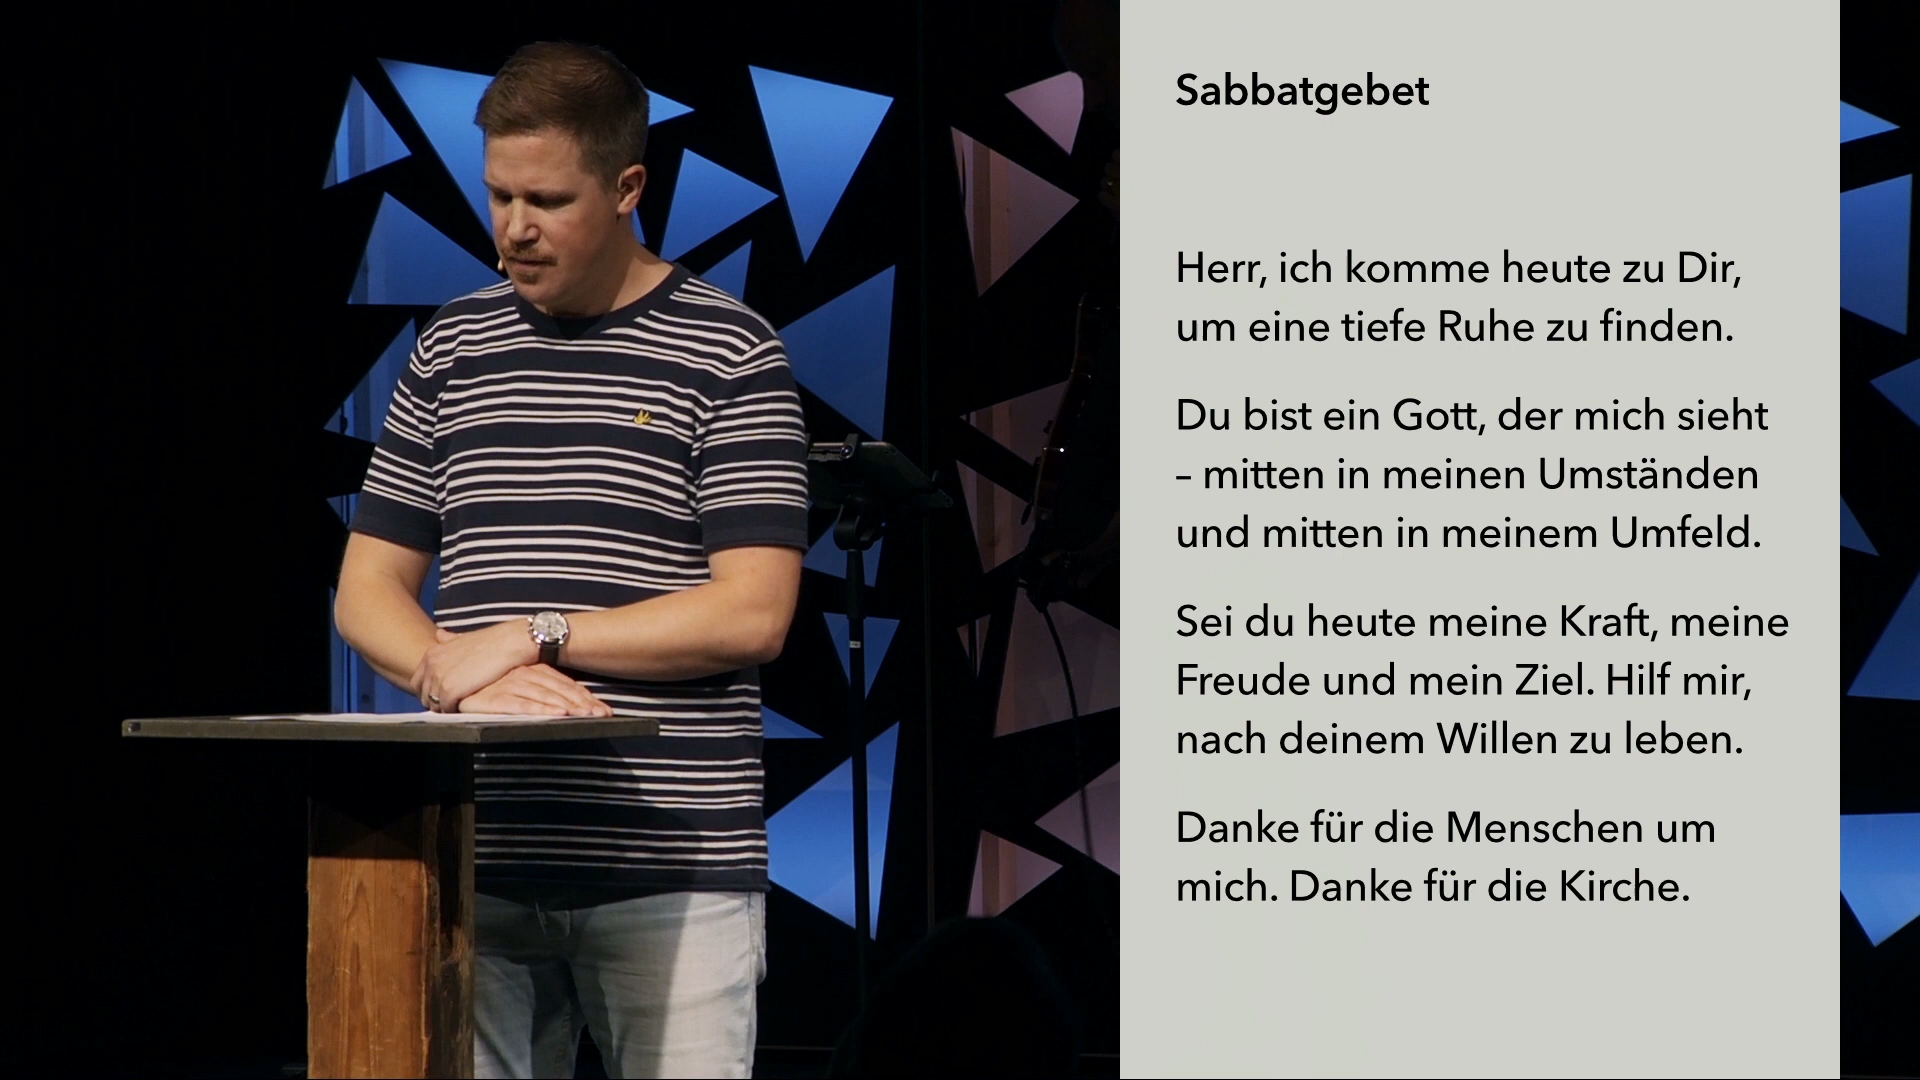 Sabbatgebet
Herr, ich komme heute zu Dir,
um eine tiefe Ruhe zu finden.
Du bist ein Gott, der mich sieht
– mitten in meinen Umständen
und mitten in meinem Umfeld.
Sei du heute meine Kraft, meine
Freude und mein Ziel. Hilf mir,
nach deinem Willen zu leben.
Danke für die Menschen um
mich. Danke für die Kirche.